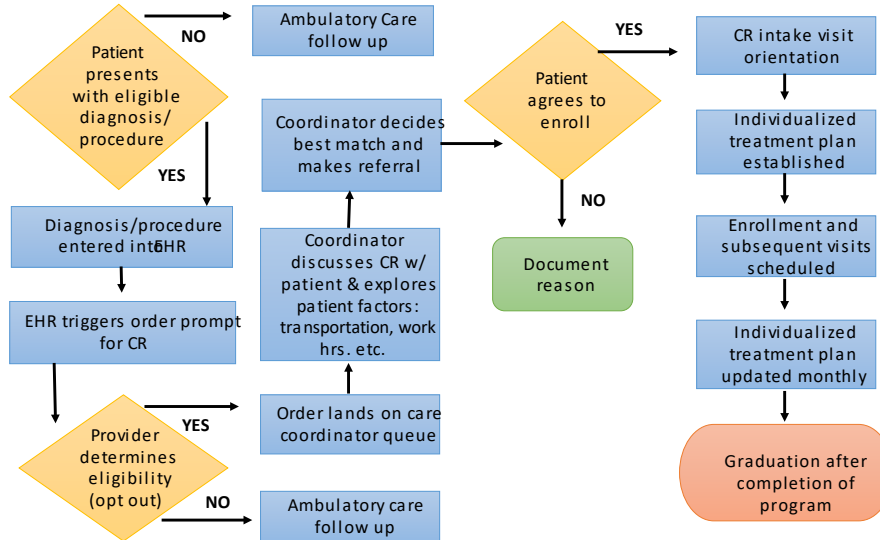 Patient
presents
with eligible
diagnosis/
procedure
NO
Ambulatory Care
follow up
YES
Diagnosis/procedure
entered into EHR
EHR triggers order prompt
for CR
Provider
determines
eligibility
(opt out)
YES
NO
Ambulatory care
follow up
Order lands on care
coordinator queue
Coordinator
discusses CR w/
patient & explores
patient factors:
transportation, work
hrs. etc.
Coordinator decides
best match and
makes referral
Patient
agrees to
enroll
YES
NO
Document
reason
CR intake visit
orientation
Individualized
treatment plan
established
Enrollment and
subsequent visits
scheduled
Individualized
treatment plan
updated monthly
Graduation after
completion of
program